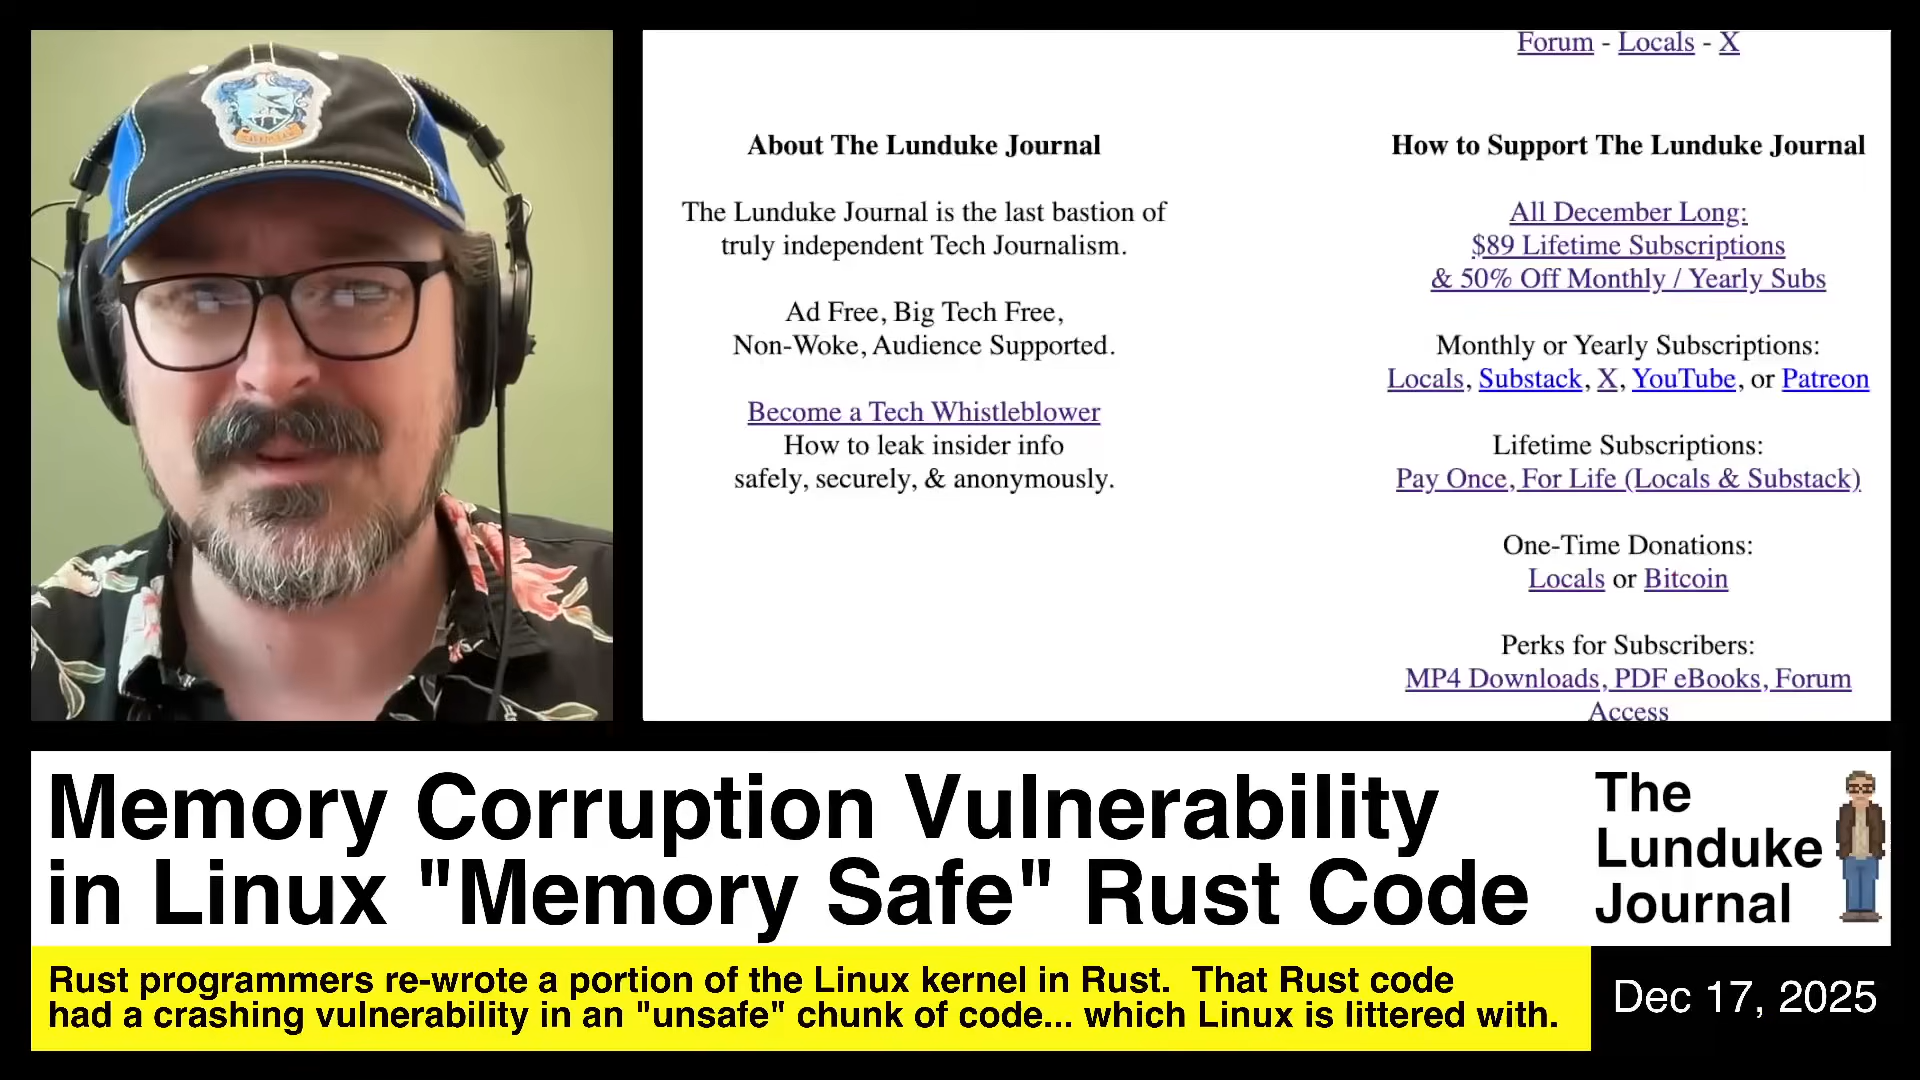 Forum - Locals - X
About The Lunduke Journal
The Lunduke Journal is the last bastion of
truly independent Tech Journalism.
Ad Free, Big Tech Free,
Non-Woke, Audience Supported.
Become a Tech Whistleblower
How to leak insider info
safely, securely, & anonymously.
How to Support The Lunduke Journal
All December Long:
$89 Lifetime Subscriptions
& 50% Off Monthly / Yearly Subs
Monthly or Yearly Subscriptions:
Locals, Substack, X, YouTube, or Patreon
Lifetime Subscriptions:
Pay Once, For Life (Locals & Substack)
One-Time Donations:
Locals or Bitcoin
Perks for Subscribers:
MP4 Downloads, PDF eBooks, Forum
Access
Memory Corruption Vulnerability
in Linux "Memory Safe" Rust Code
The
Lunduke
Journal
Rust programmers re-wrote a portion of the Linux kernel in Rust.  That Rust code
had a crashing vulnerability in an "unsafe" chunk of code... which Linux is littered with.
Dec 17, 2025